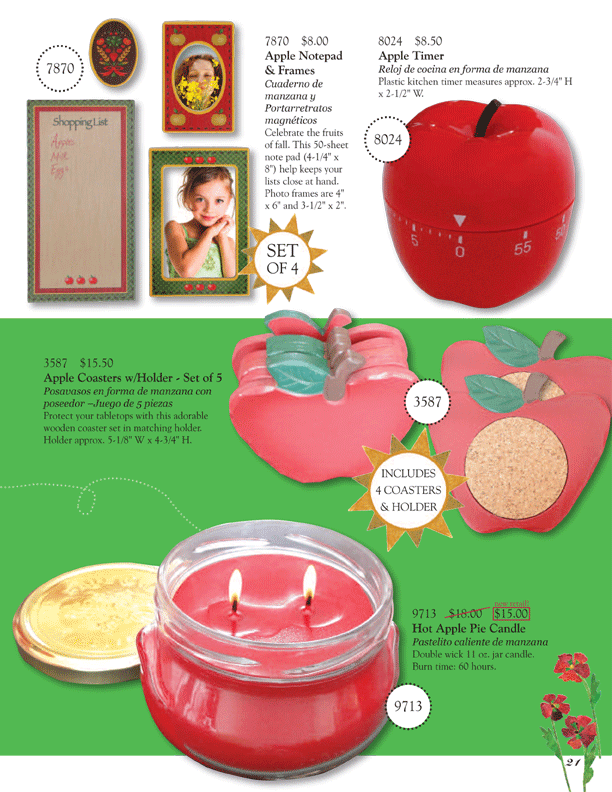 7870 $8.00
Apple Notepad
& Frames
Cuaderno de
manzana y
Portarretratos
magnéticos
Celebrate the fruits
of fall. This 50-sheet
note pad (4-1/4" x
8") help keeps your
lists close at hand.
Photo frames are 4"
x 6" and 3-1/2" x 2".
7870
Shopping List
Apples
Milk
Eggs
SET
OF 4
8024 $8.50
Apple Timer
Reloj de cocina en forma de manzana
Plastic kitchen timer measures approx. 2-3/4" H
x 2-1/2" W.
8024
5 0 55 50
3587 $15.50
Apple Coasters w/Holder - Set of 5
Posavasos en forma de manzana con
poseedor –Juego de 5 piezas
Protect your tabletops with this adorable
wooden coaster set in matching holder.
Holder approx. 5-1/8" W x 4-3/4" H.
3587
INCLUDES
4 COASTERS
& HOLDER
new retail!
9713 $18.00 $15.00
Hot Apple Pie Candle
Pastelito caliente de manzana
Double wick 11 oz. jar candle.
Burn time: 60 hours.
9713
21